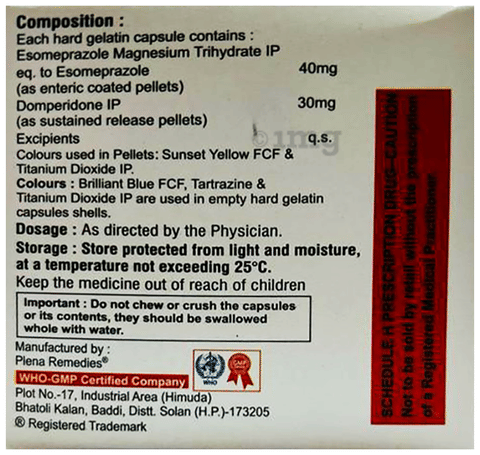 Composition :
Each hard gelatin capsule contains :
Esomeprazole Magnesium Trihydrate IP
eq. to Esomeprazole 40mg
(as enteric coated pellets)
Domperidone IP 30mg
(as sustained release pellets)
Excipients q.s.
Colours used in Pellets: Sunset Yellow FCF &
Titanium Dioxide IP.
Colours : Brilliant Blue FCF, Tartrazine &
Titanium Dioxide IP are used in empty hard gelatin
capsules shells.
Dosage : As directed by the Physician.
Storage : Store protected from light and moisture,
at a temperature not exceeding 25°C.
Keep the medicine out of reach of children
Important : Do not chew or crush the capsules
or its contents, they should be swallowed
whole with water.
Manufactured by :
Plena Remedies®
WHO-GMP Certified Company
WHO
GMP
Plot No.-17, Industrial Area (Himuda)
Bhatoli Kalan, Baddi, Distt. Solan (H.P.)-173205
® Registered Trademark
SCHEDULE H PRESCRIPTION DRUG-CAUTION
Not to be sold by retail without the prescription
of a Registered Medical Practitioner.
1mg